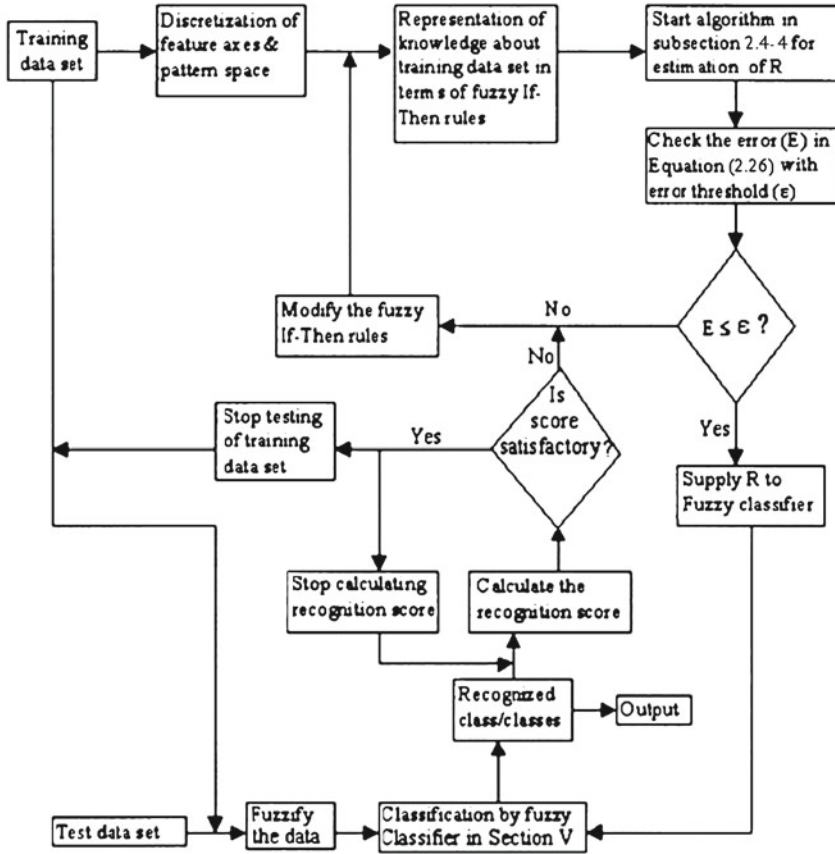 Training
data set
Discretization of
feature axes &
pattern space
Representation of
knowledge about
training data set in
terms of fuzzy If-
Then rules
Start algorithm in
subsection 2.4-4 for
estimation of R
Check the error (E) in
Equation (2.26) with
error threshold (ε)
E ≤ ε ?
No
Yes
Modify the fuzzy
If-Then rules
No
Is
score
satisfactory?
Yes
Stop testing
of training
data set
Supply R to
Fuzzy classifier
Stop calculating
recognition score
Calculate the
recognition score
Recognized
class/classes
Output
Test data set
Fuzzify
the data
Classification by fuzzy
Classifier in Section V